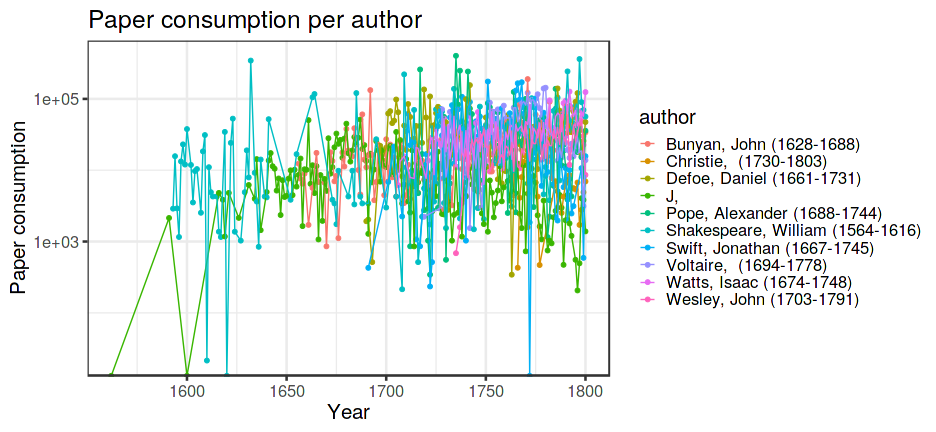 Paper consumption per author
Paper consumption
1e+05
1e+03
1600 1650 1700 1750 1800
Year
author
Bunyan, John (1628-1688)
Christie,  (1730-1803)
Defoe, Daniel (1661-1731)
J,
Pope, Alexander (1688-1744)
Shakespeare, William (1564-1616)
Swift, Jonathan (1667-1745)
Voltaire,  (1694-1778)
Watts, Isaac (1674-1748)
Wesley, John (1703-1791)